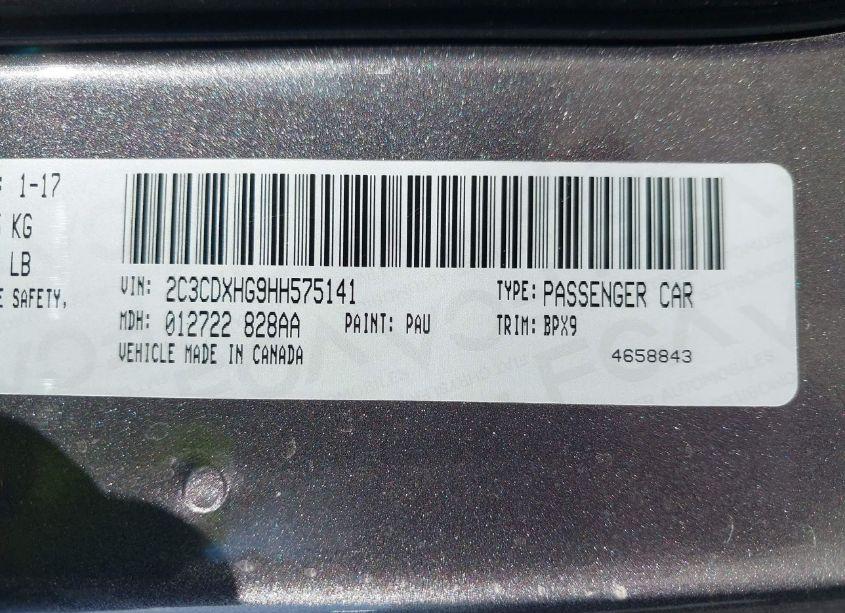 1-17
KG
LB
SAFETY,
VIN: 2C3CDXHG9HH575141 TYPE: PASSENGER CAR
MDH: 012722 828AA PAINT: PAU TRIM: BPX9
VEHICLE MADE IN CANADA 4658843